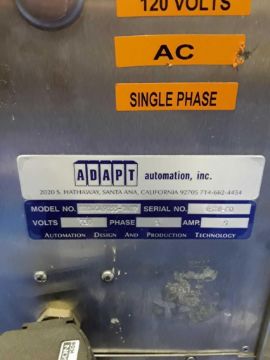 120 VOLTS
AC
SINGLE PHASE
ADAPT automation, inc.
2020 S. HATHAWAY, SANTA ANA, CALIFORNIA 92705 714-662-4454
MODEL NO. SERIAL NO.
VOLTS PHASE AMP
AUTOMATION DESIGN AND PRODUCTION TECHNOLOGY